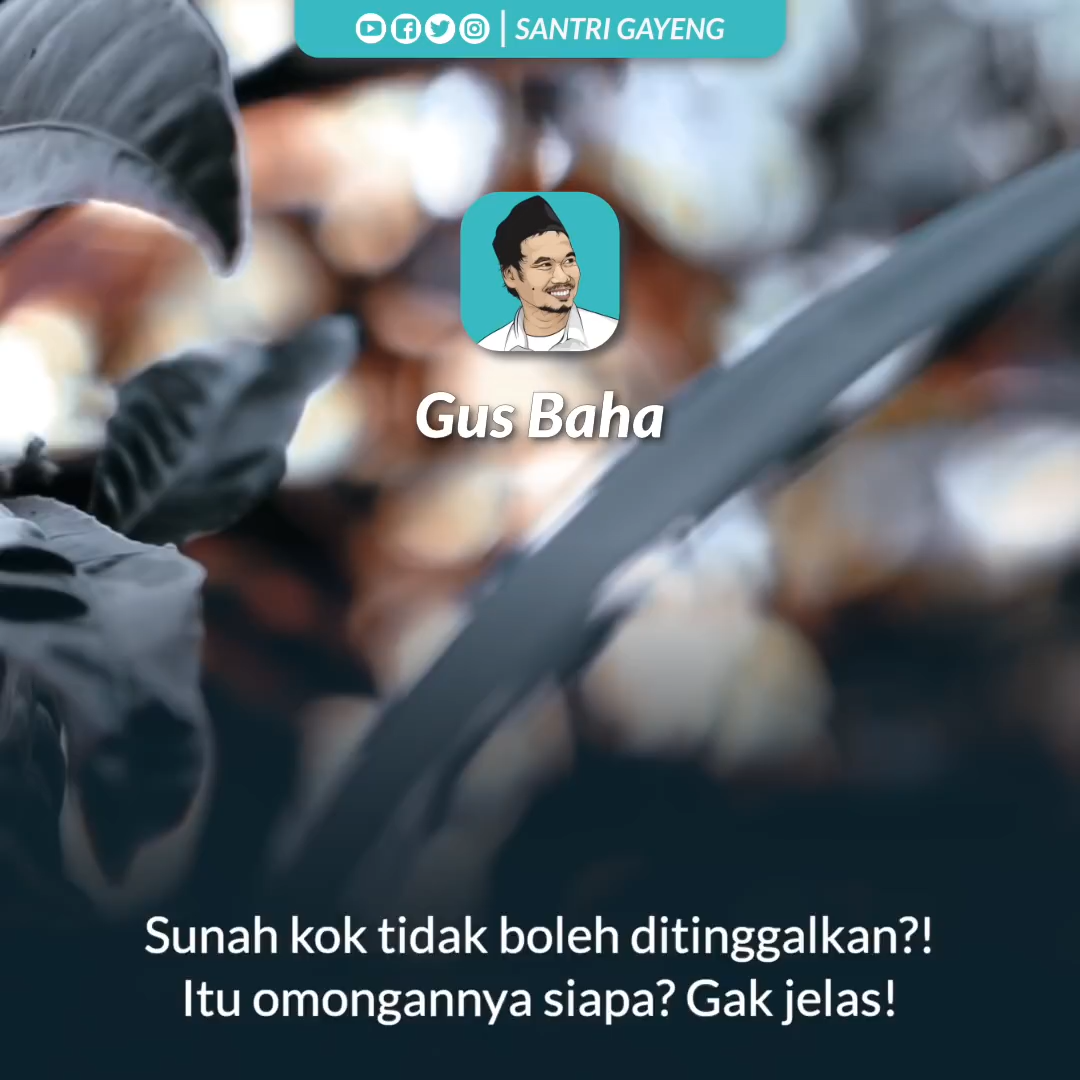 | SANTRI GAYENG
Gus Baha
Sunah kok tidak boleh ditinggalkan?!
Itu omongannya siapa? Gak jelas!